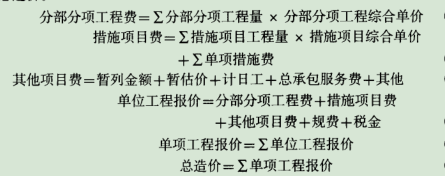 分部分项工程费=∑分部分项工程量 × 分部分项工程综合单价
措施项目费=∑措施项目工程量 × 措施项目综合单价
+∑单项措施费
其他项目费=暂列金额+暂估价+计日工+总承包服务费+其他
单位工程报价=分部分项工程费+措施项目费
+其他项目费+规费+税金
单项工程报价=∑单位工程报价
总造价=∑单项工程报价